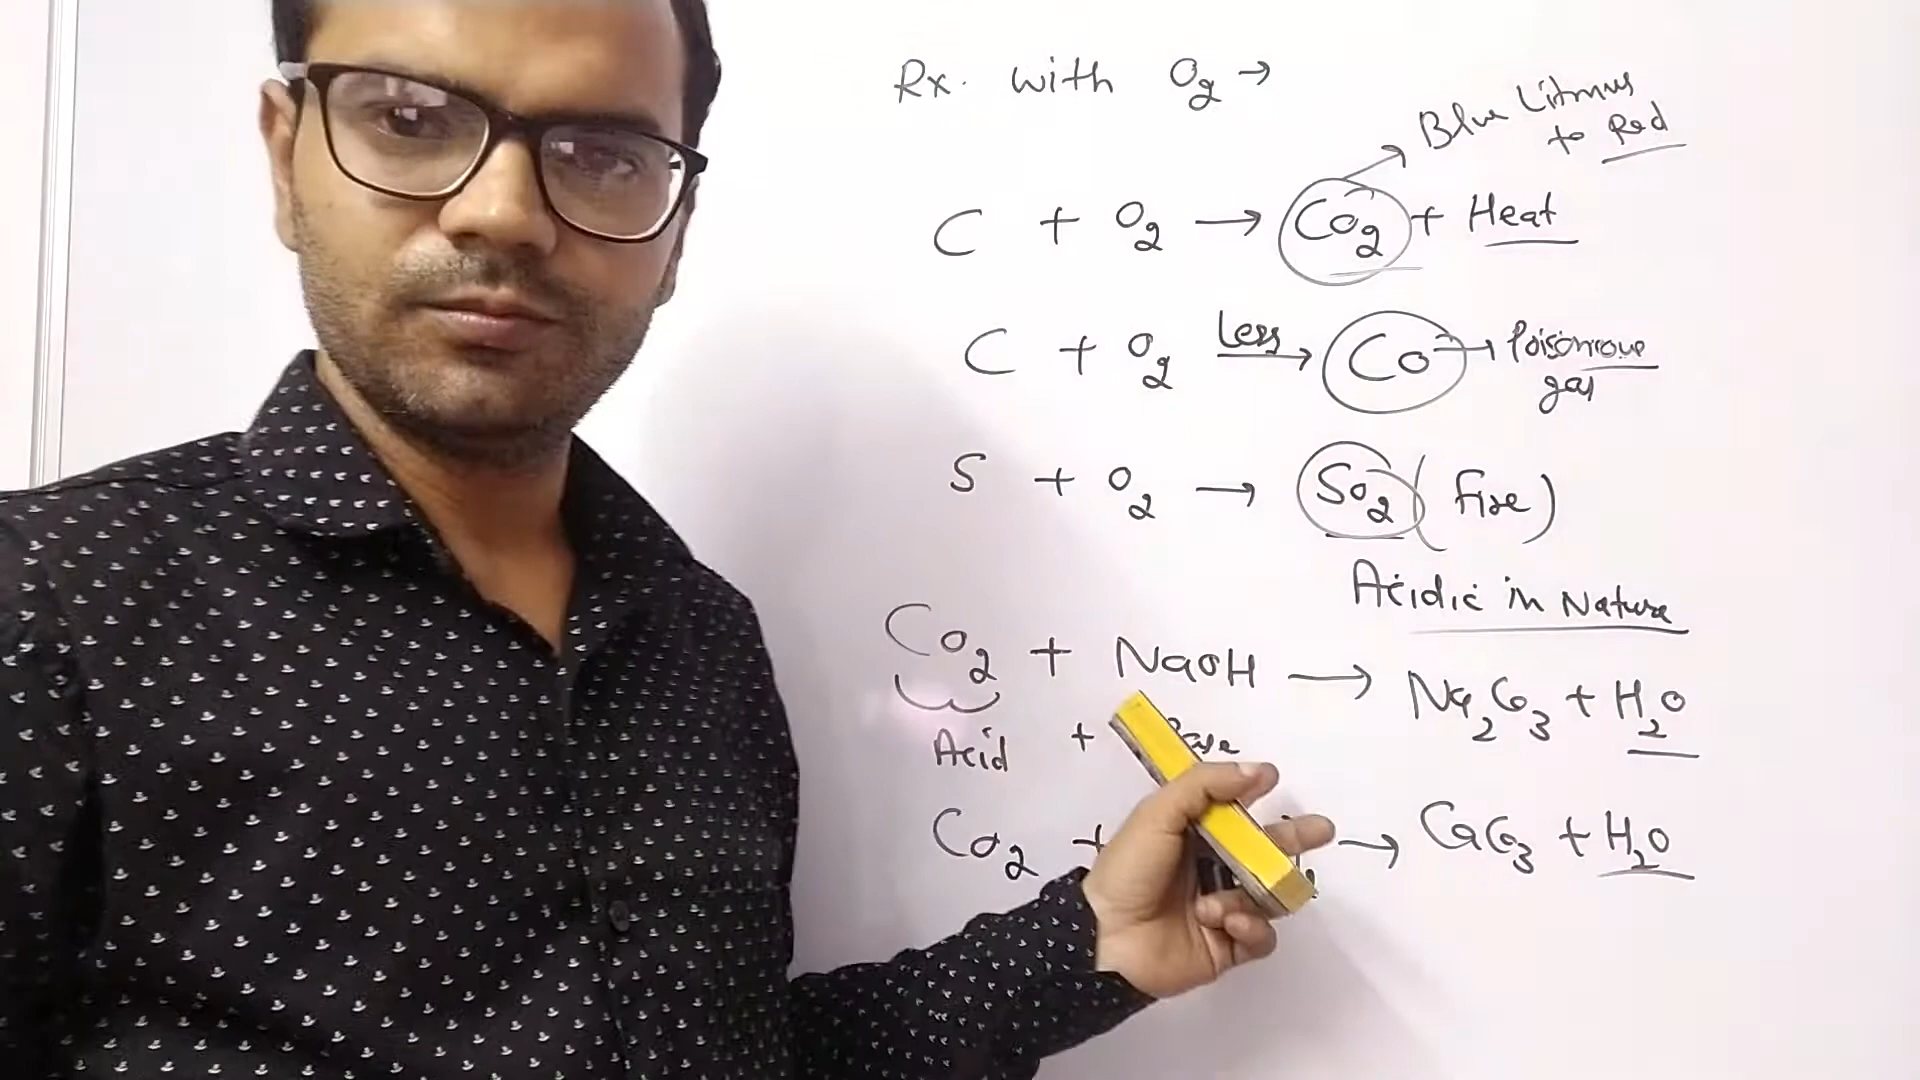 Rx. with O2 →
Blue Litmus
to Red
C + O2 → CO2 + Heat
C + O2 Less → CO → Poisonroue
gas
S + O2 → SO2 (Fire)
Acidic in Nature
CO2 + NaOH → Na2CO3 + H2O
Acid +
CO2 + → CaCO3 + H2O